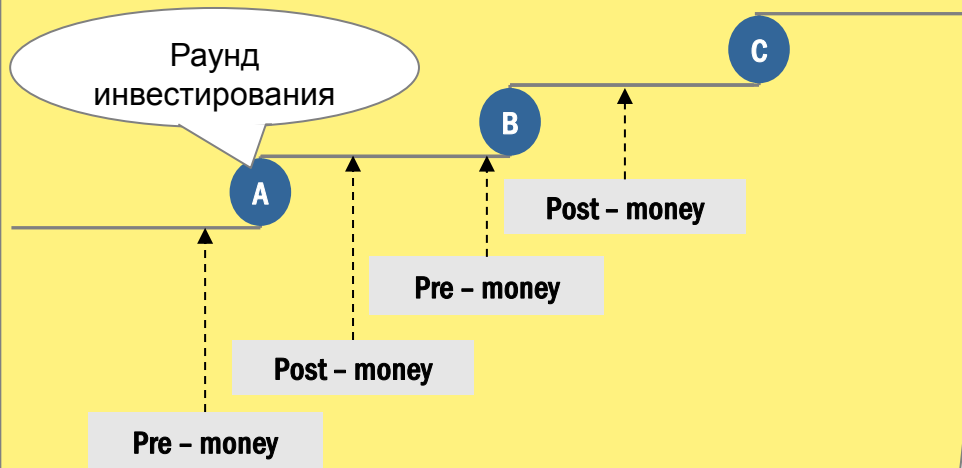 Раунд
инвестирования
C
B
A
Post – money
Pre – money
Post – money
Pre – money